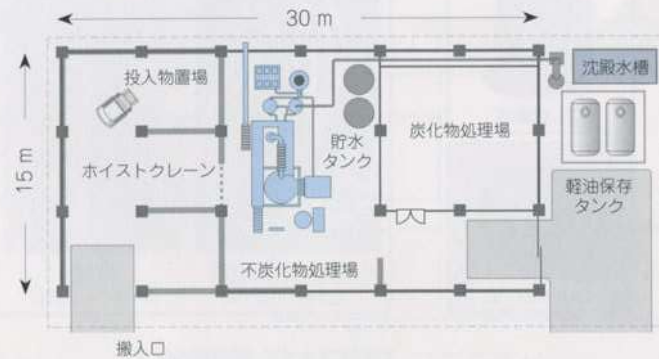 30 m
15 m
投入物置場
沈殿水槽
炭化物処理場
貯水
タンク
ホイストクレーン
軽油保存
タンク
不炭化物処理場
搬入口